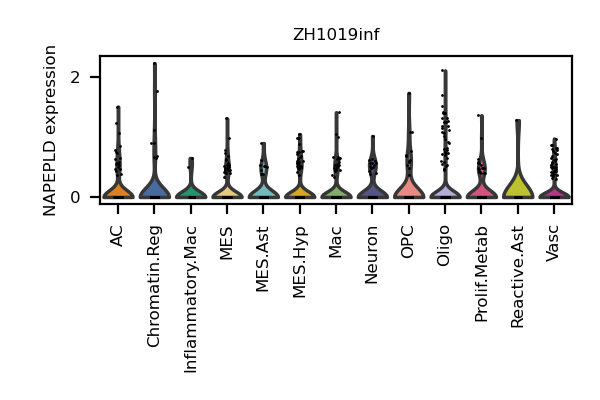 ZH1019inf
NAPEPLD expression
2
0
AC
Chromatin.Reg
Inflammatory.Mac
MES
MES.Ast
MES.Hyp
Mac
Neuron
OPC
Oligo
Prolif.Metab
Reactive.Ast
Vasc